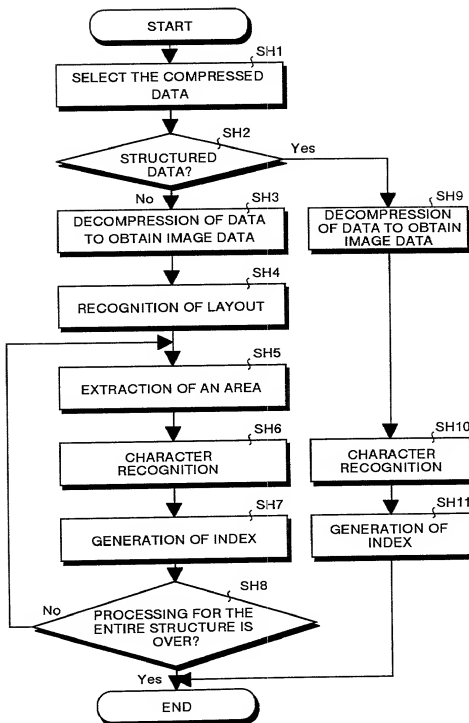 START
SH1
SELECT THE COMPRESSED
DATA
SH2
STRUCTURED
DATA?
Yes
No
SH3
DECOMPRESSION OF DATA
TO OBTAIN IMAGE DATA
SH9
DECOMPRESSION
OF DATA TO OBTAIN
IMAGE DATA
SH4
RECOGNITION OF LAYOUT
SH5
EXTRACTION OF AN AREA
SH6
CHARACTER
RECOGNITION
SH10
CHARACTER
RECOGNITION
SH7
GENERATION OF INDEX
SH11
GENERATION OF
INDEX
SH8
No
PROCESSING FOR THE
ENTIRE STRUCTURE IS
OVER?
Yes
END